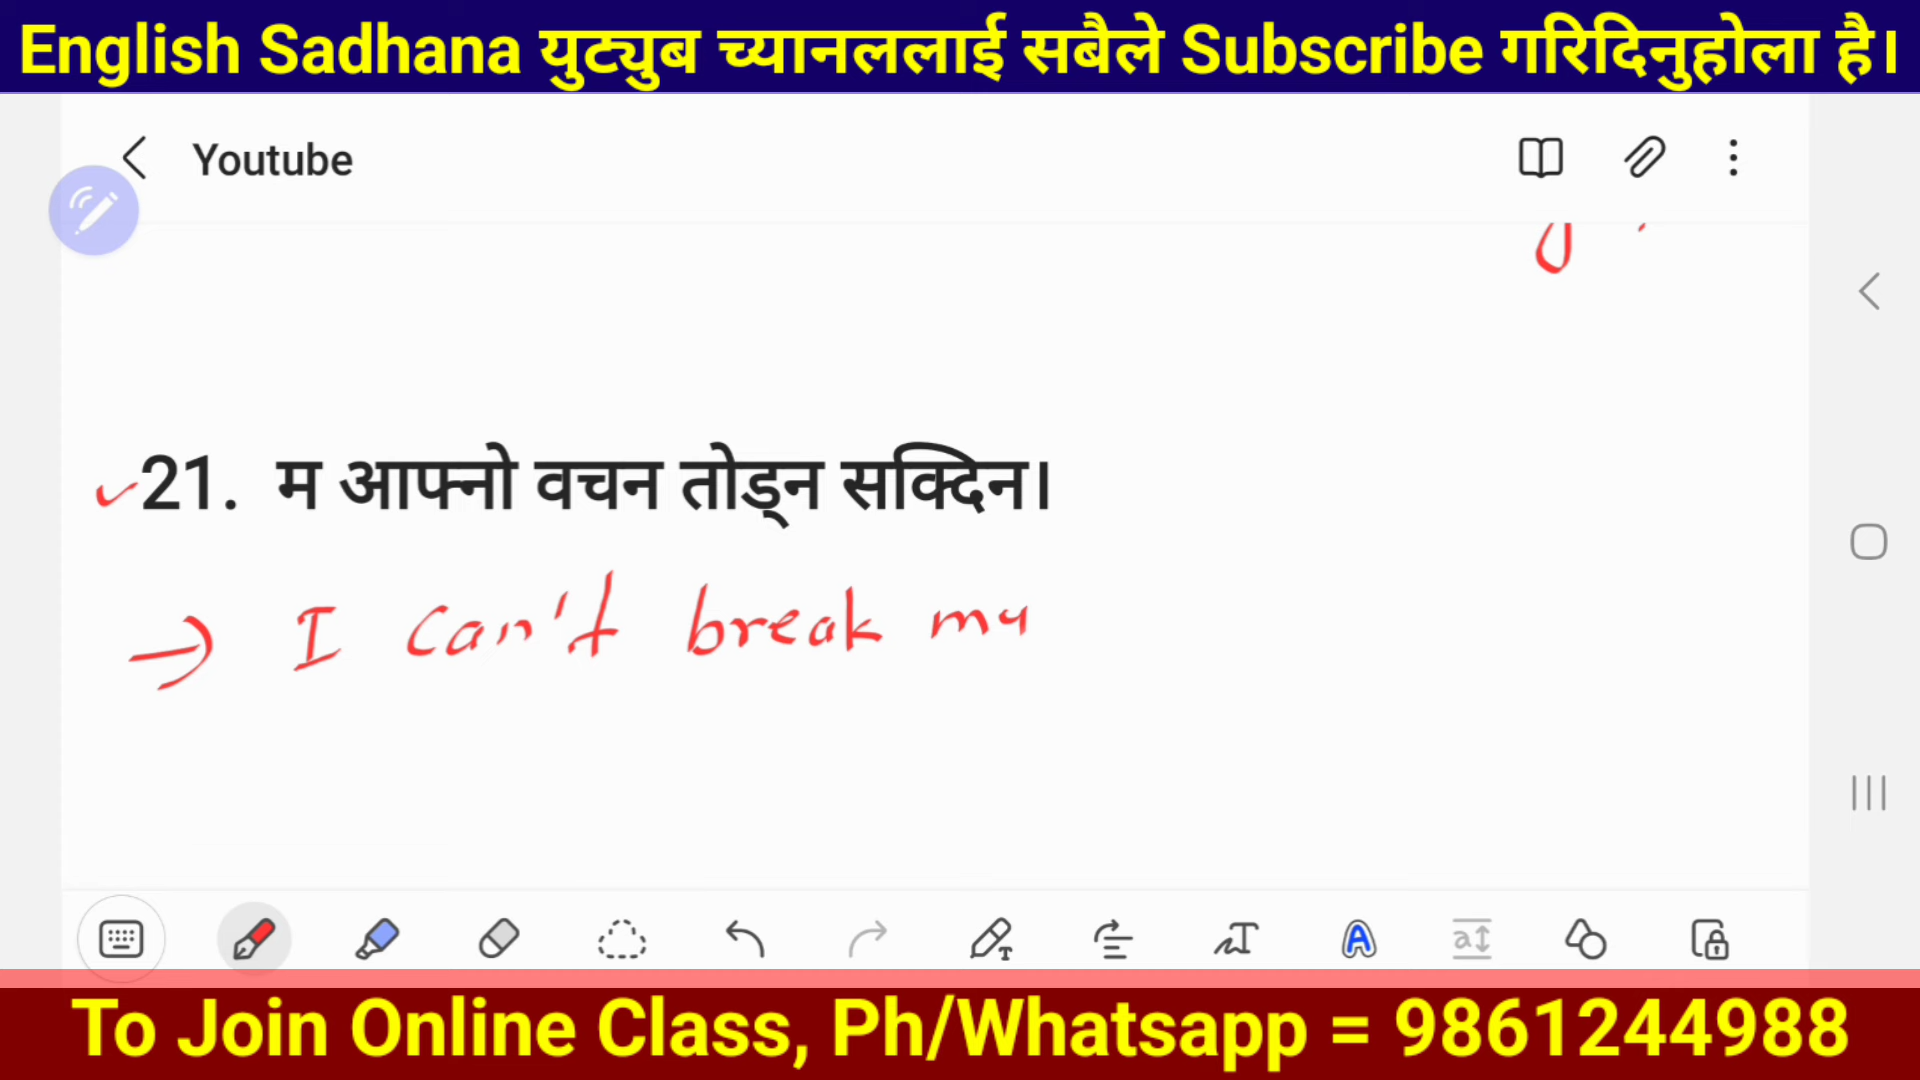 English Sadhana युट्युब च्यानललाई सबैले Subscribe गरिदिनुहोला है।
Youtube
21. म आफ्नो वचन तोड्न सक्दिन।
→ I can't break my
To Join Online Class, Ph/Whatsapp = 9861244988